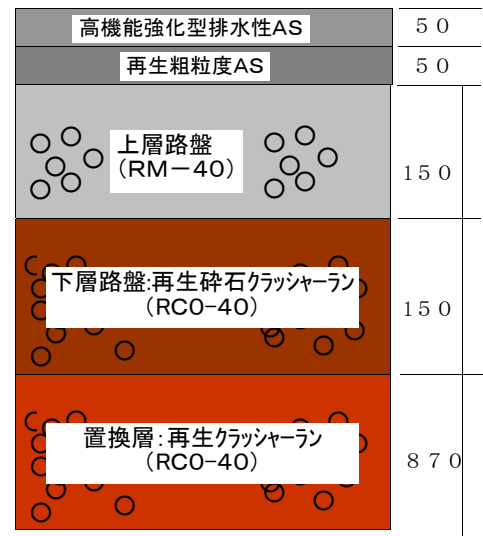 高機能強化型排水性AS
50
再生粗粒度AS
50
上層路盤
(RM－40)
150
下層路盤:再生砕石クラッシャーラン
(RC0-40)
150
置換層:再生クラッシャーラン
(RC0-40)
870